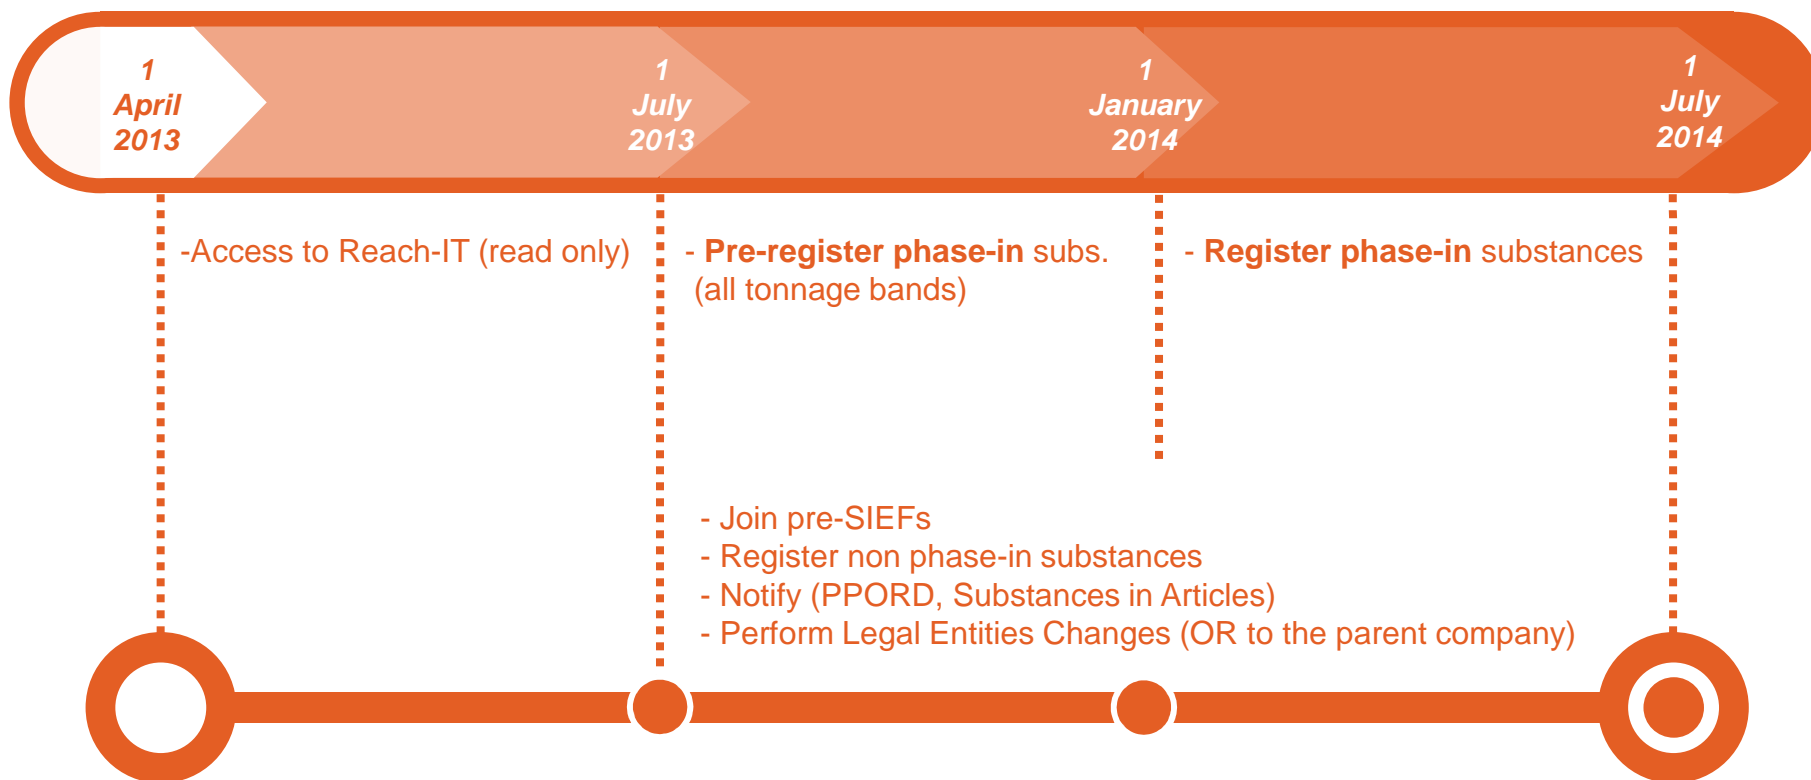 1
April
2013
1
July
2013
1
January
2014
1
July
2014
-Access to Reach-IT (read only)
- Pre-register phase-in subs.
(all tonnage bands)
- Register phase-in substances
- Join pre-SIEFs
- Register non phase-in substances
- Notify (PPORD, Substances in Articles)
- Perform Legal Entities Changes (OR to the parent company)